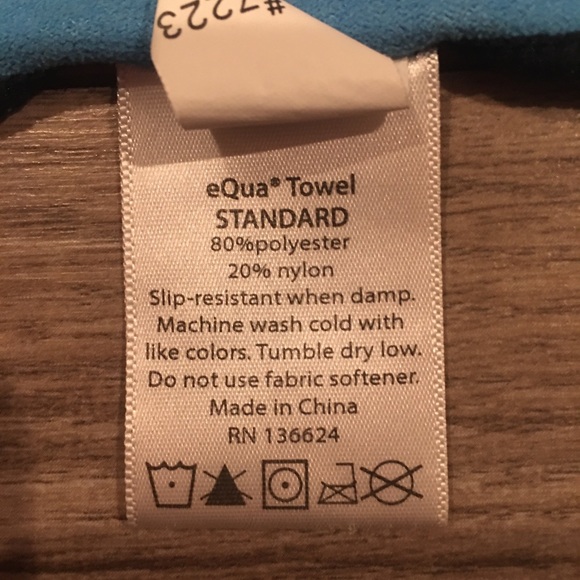 #7223
eQua® Towel
STANDARD
80%polyester
20% nylon
Slip-resistant when damp.
Machine wash cold with
like colors. Tumble dry low.
Do not use fabric softener.
Made in China
RN 136624